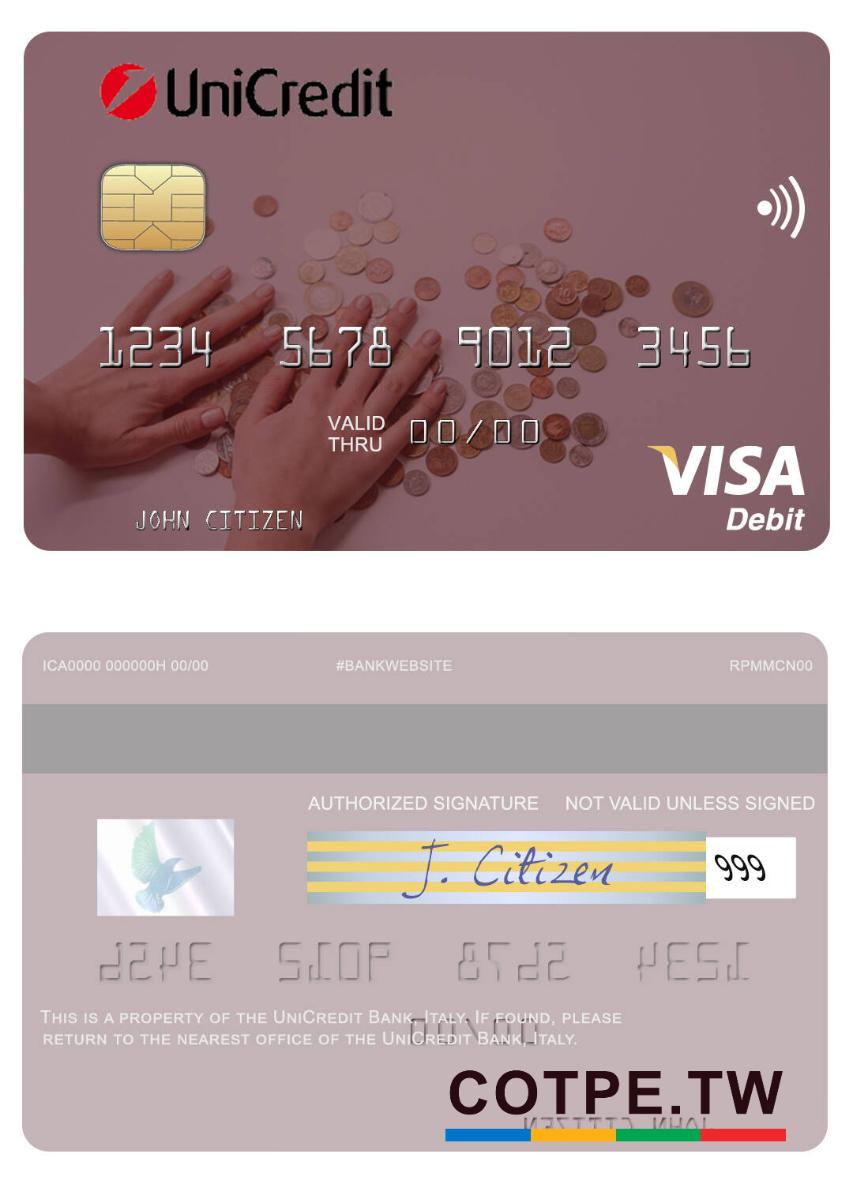 UniCredit
1234 5678 9012 3456
VALID
THRU 00/00
VISA
Debit
JOHN CITIZEN
ICA0000 000000H 00/00 #BANKWEBSITE RPMMCN00
AUTHORIZED SIGNATURE NOT VALID UNLESS SIGNED
J. Citizen 999
THIS IS A PROPERTY OF THE UNICREDIT BANK, ITALY. IF FOUND, PLEASE
RETURN TO THE NEAREST OFFICE OF THE UNICREDIT BANK, ITALY.
COTPE.TW